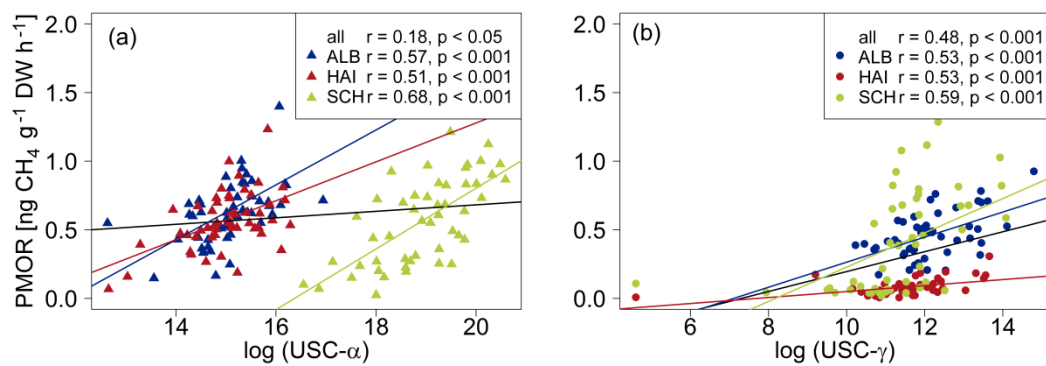 (a)
all r = 0.18, p < 0.05
ALB r = 0.57, p < 0.001
HAI r = 0.51, p < 0.001
SCH r = 0.68, p < 0.001
PMOR [ng CH4 g⁻¹ DW h⁻¹]
2.0
1.5
1.0
0.5
0.0
14 16 18 20
log (USC-α)
(b)
all r = 0.48, p < 0.001
ALB r = 0.53, p < 0.001
HAI r = 0.53, p < 0.001
SCH r = 0.59, p < 0.001
2.0
1.5
1.0
0.5
0.0
6 8 10 12 14
log (USC-γ)